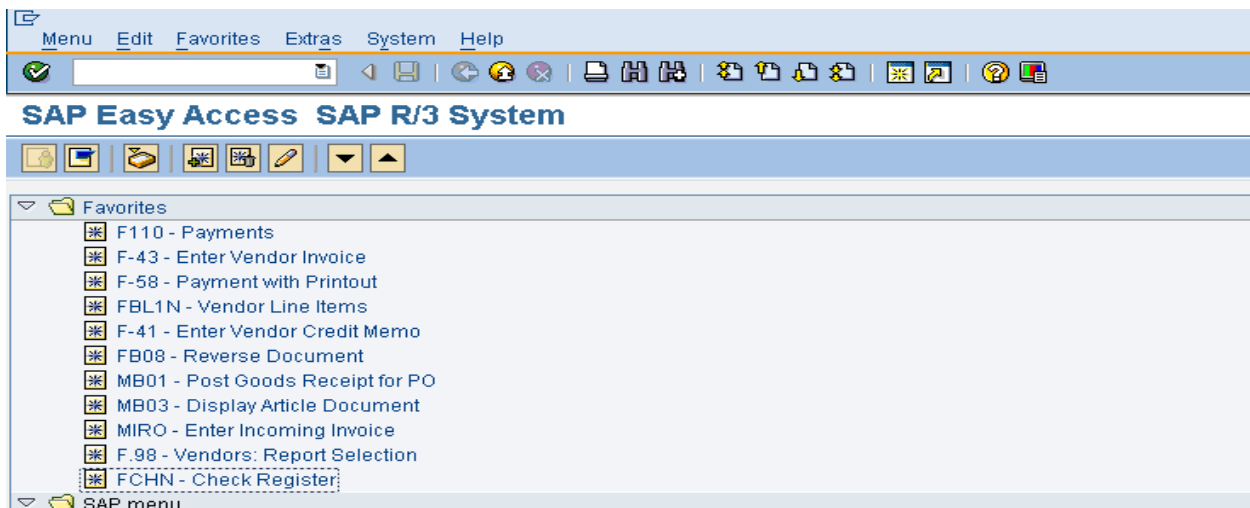 Menu Edit Favorites Extras System Help
SAP Easy Access SAP R/3 System
Favorites
F110 - Payments
F-43 - Enter Vendor Invoice
F-58 - Payment with Printout
FBL1N - Vendor Line Items
F-41 - Enter Vendor Credit Memo
FB08 - Reverse Document
MB01 - Post Goods Receipt for PO
MB03 - Display Article Document
MIRO - Enter Incoming Invoice
F.98 - Vendors: Report Selection
FCHN - Check Register
SAP menu